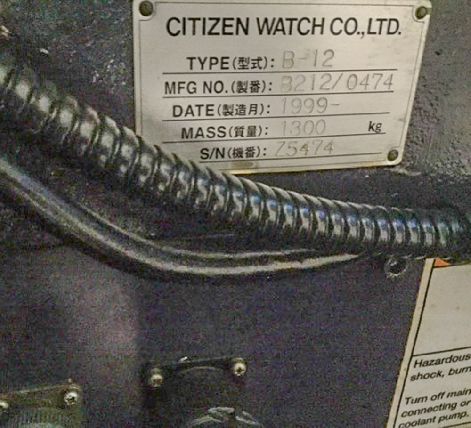 CITIZEN WATCH CO.,LTD.
TYPE(型式): B-12
MFG NO.(製番): B212/0474
DATE(製造月): 1999-
MASS(質量): 1300 kg
S/N(機番): Z5474
Hazardous
shock, burn
Turn off main
connecting or
coolant pump.